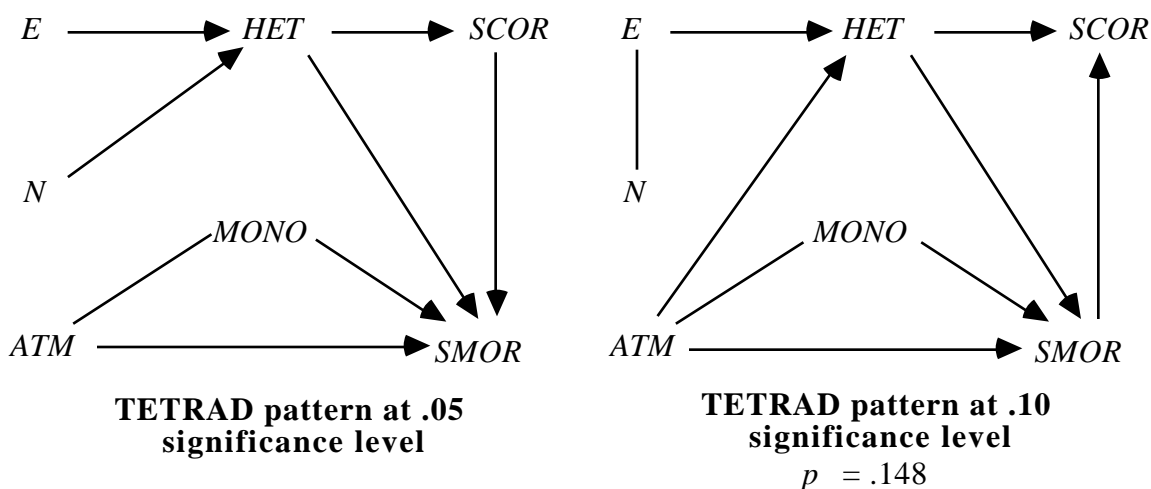 E HET SCOR
N
MONO
ATM
SMOR
TETRAD pattern at .05
significance level
E HET SCOR
N
MONO
ATM
SMOR
TETRAD pattern at .10
significance level
p = .148